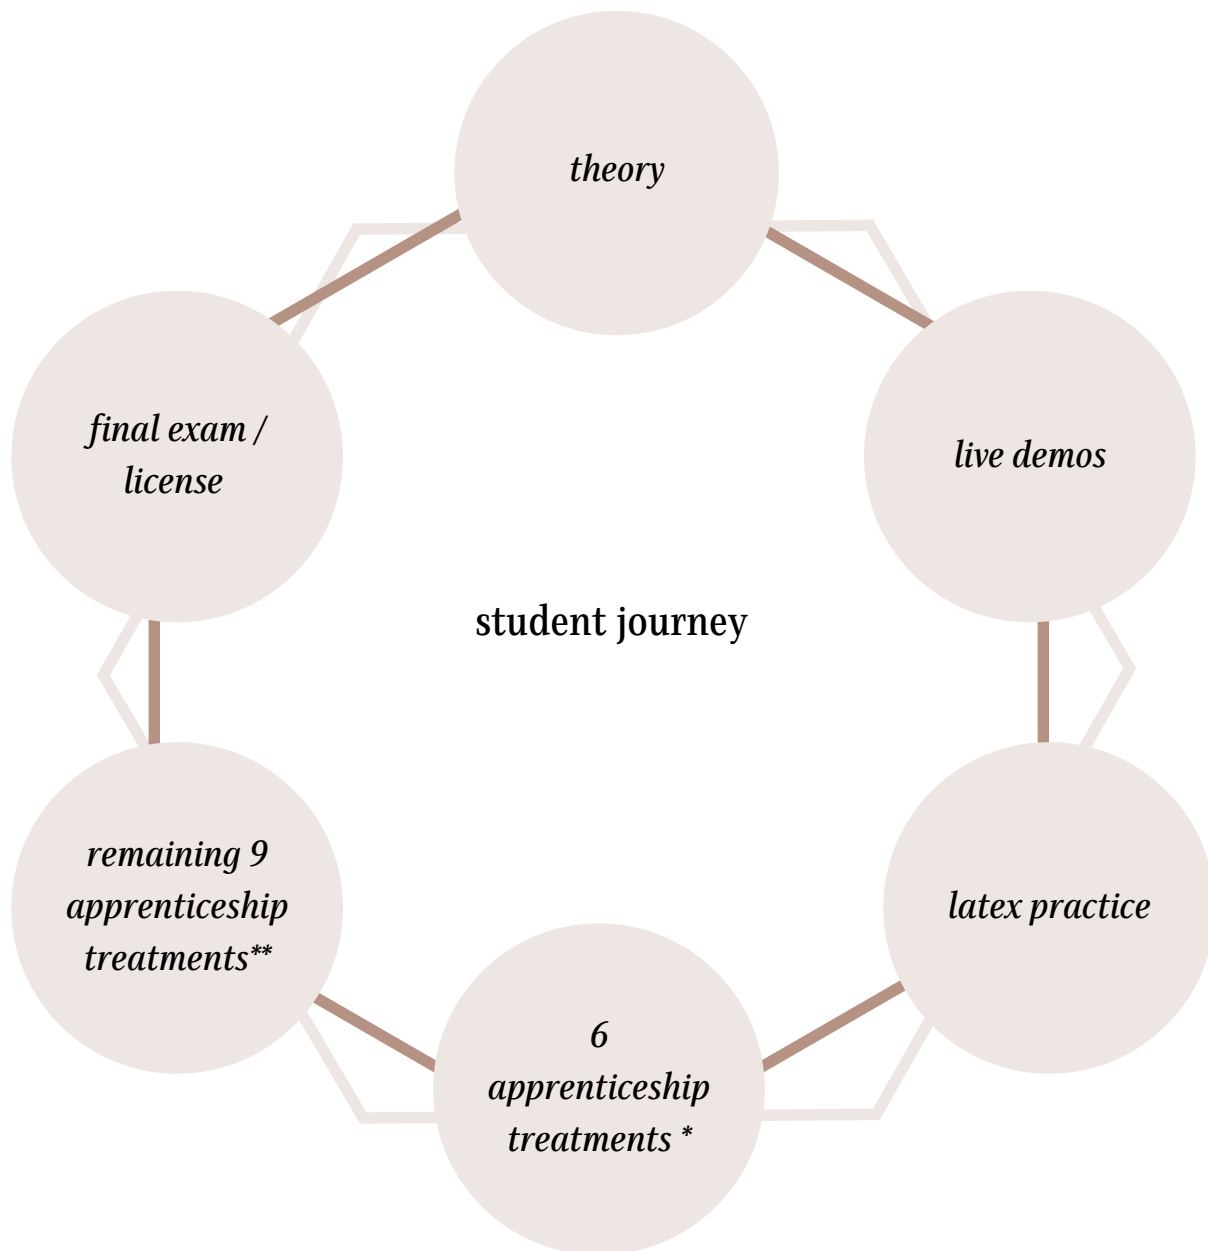 theory
final exam /
license
live demos
student journey
remaining 9
apprenticeship
treatments**
latex practice
6
apprenticeship
treatments *